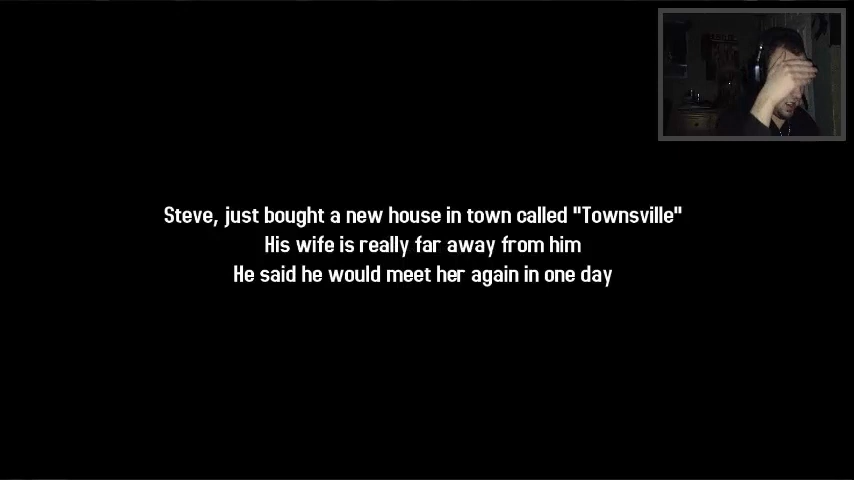 Steve, just bought a new house in town called "Townsville"
His wife is really far away from him
He said he would meet her again in one day